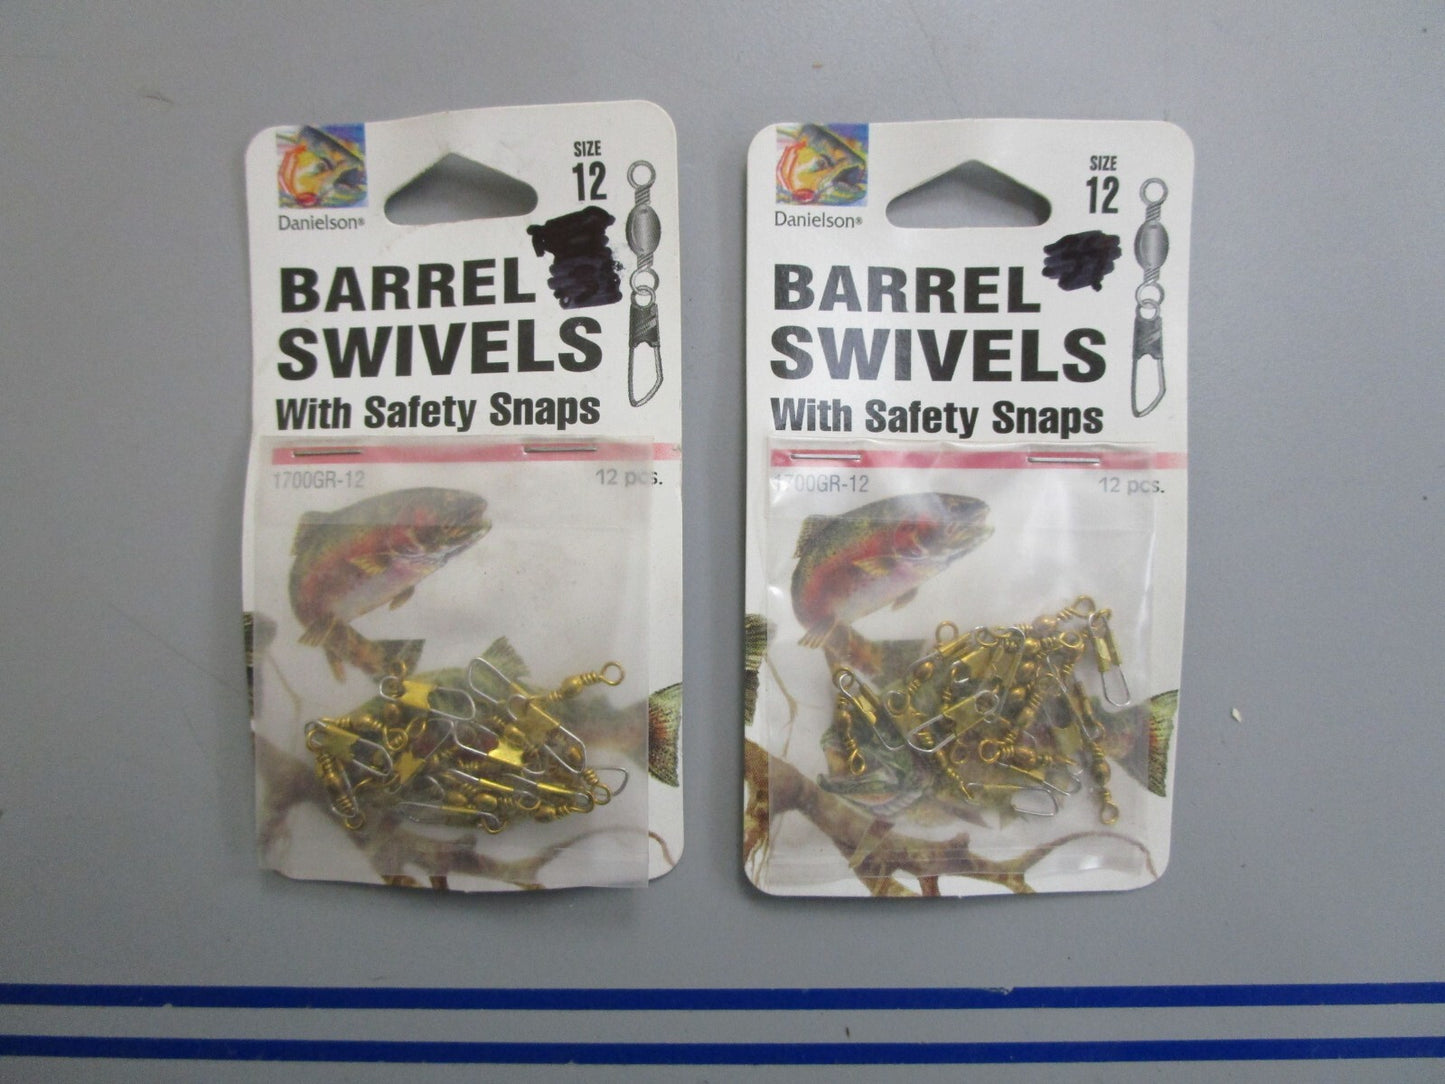 Danielson®
SIZE
12
BARREL
SWIVELS
With Safety Snaps
1700GR-12
12 pcs.
Danielson®
SIZE
12
BARREL
SWIVELS
With Safety Snaps
1700GR-12
12 pcs.